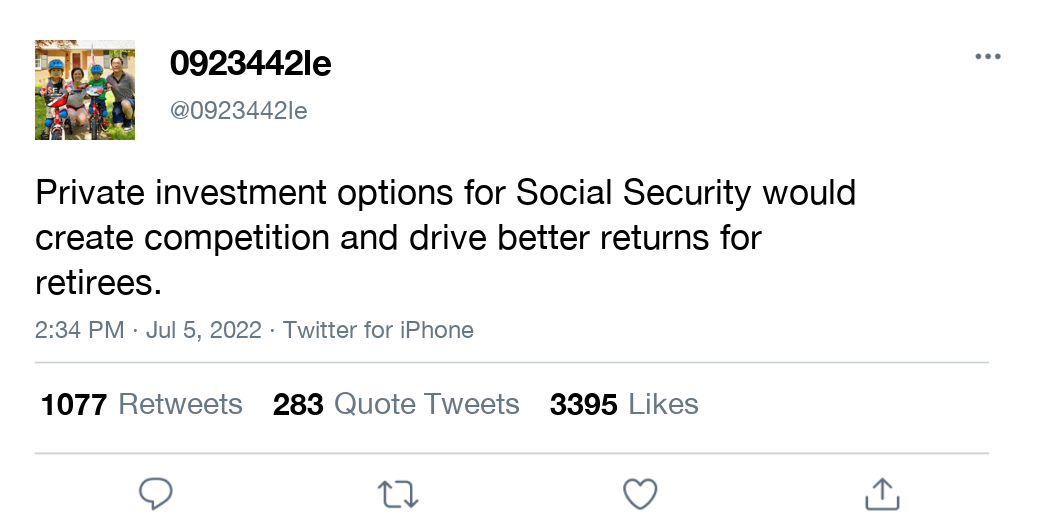 0923442le
@0923442le
Private investment options for Social Security would
create competition and drive better returns for
retirees.
2:34 PM · Jul 5, 2022 · Twitter for iPhone
1077 Retweets 283 Quote Tweets 3395 Likes